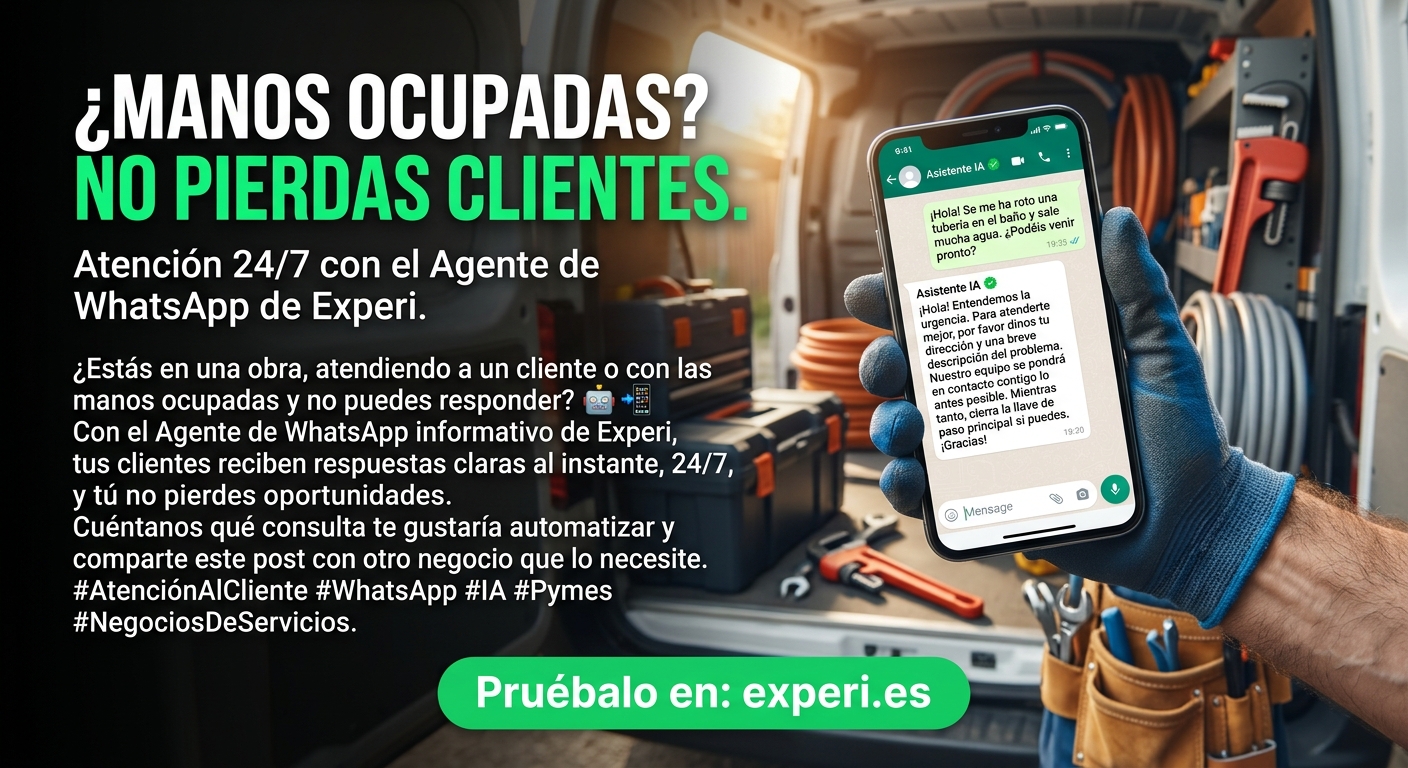 ¿MANOS OCUPADAS?
NO PIERDAS CLIENTES.
Atención 24/7 con el Agente de
WhatsApp de Experi.
¿Estás en una obra, atendiendo a un cliente o con las
manos ocupadas y no puedes responder? 🤖📲
Con el Agente de WhatsApp informativo de Experi,
tus clientes reciben respuestas claras al instante, 24/7,
y tú no pierdes oportunidades.
Cuéntanos qué consulta te gustaría automatizar y
comparte este post con otro negocio que lo necesite.
#AtenciónAlCliente #WhatsApp #IA #Pymes
#NegociosDeServicios.
Pruébalo en: experi.es
9:81
Asistente IA
¡Hola! Se me ha roto una
tuberia en el baño y sale
mucha agua. ¿Podéis venir
pronto?
19:35
Asistente IA
¡Hola! Entendemos la
urgencia. Para atenderte
mejor, por favor dinos tu
dirección y una breve
descripción del problema.
Nuestro equipo se pondrá
en contacto contigo lo
antes pesible. Mientras
tanto, cierra la llave de
paso principal si puedes.
¡Gracias!
19:20
Message